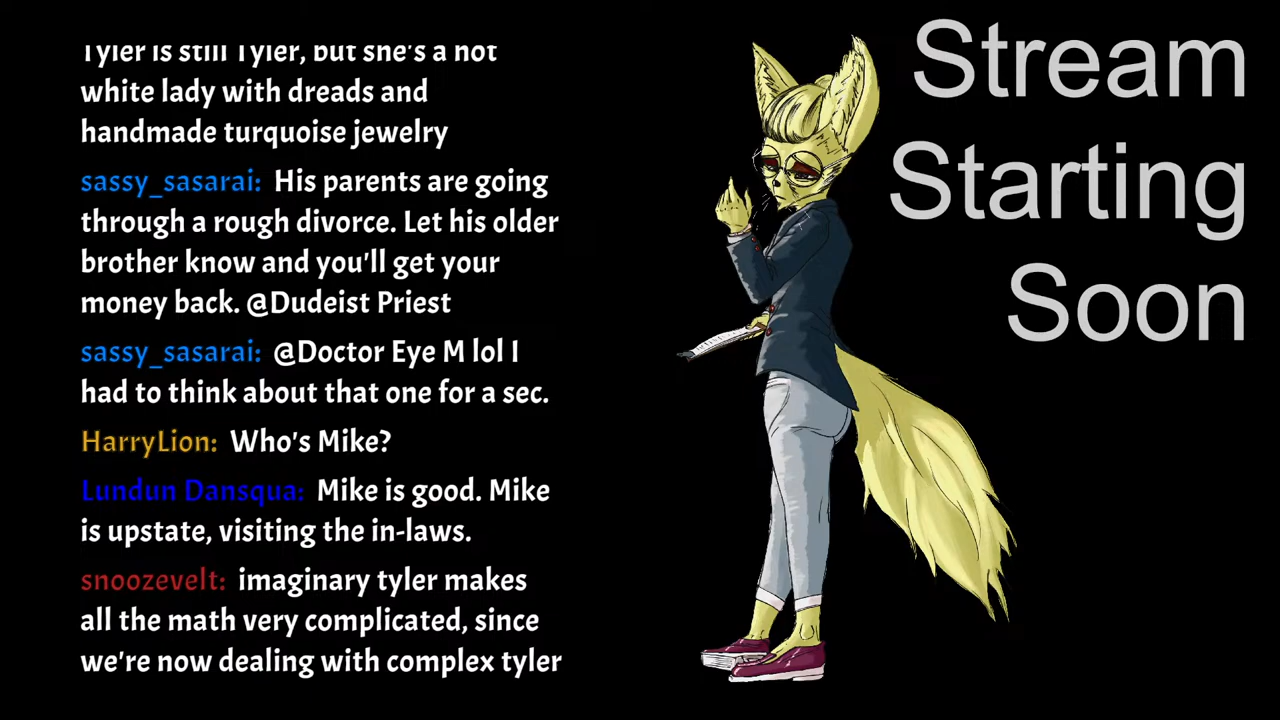 Tyler is still Tyler, but she's a hot
white lady with dreads and
handmade turquoise jewelry
sassy_sasarai: His parents are going
through a rough divorce. Let his older
brother know and you'll get your
money back. @Dudeist Priest
sassy_sasarai: @Doctor Eye M lol I
had to think about that one for a sec.
HarryLion: Who's Mike?
Lundun Dansqua: Mike is good. Mike
is upstate, visiting the in-laws.
snoozevelt: imaginary tyler makes
all the math very complicated, since
we're now dealing with complex tyler
Stream
Starting
Soon